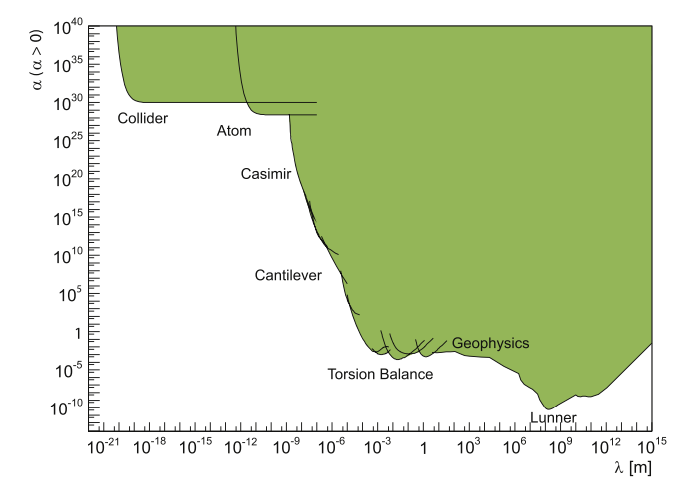 10^40
10^35
10^30
10^25
10^20
10^15
10^10
10^5
1
10^-5
10^-10
α (α > 0)
Collider
Atom
Casimir
Cantilever
Geophysics
Torsion Balance
Lunner
10^-21 10^-18 10^-15 10^-12 10^-9 10^-6 10^-3 1 10^3 10^6 10^9 10^12 10^15
λ [m]